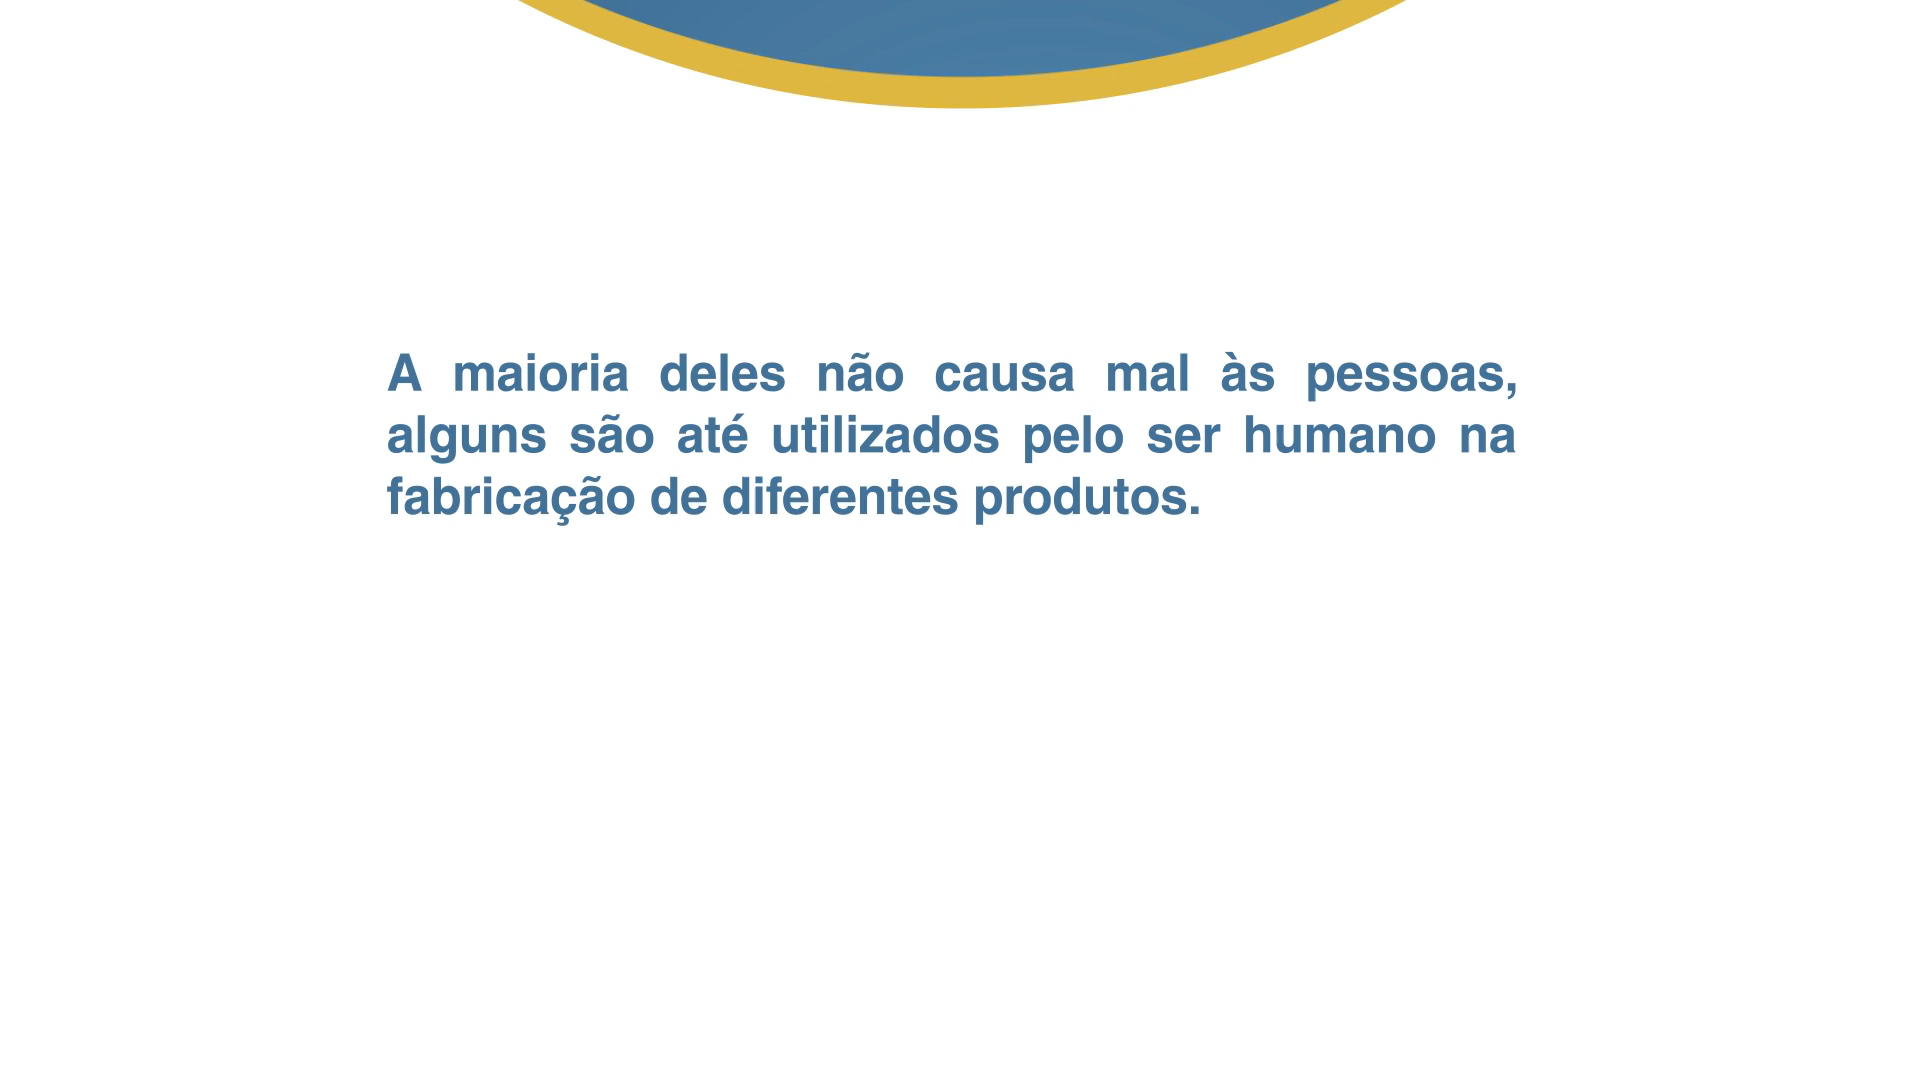 A maioria deles não causa mal às pessoas,
alguns são até utilizados pelo ser humano na
fabricação de diferentes produtos.